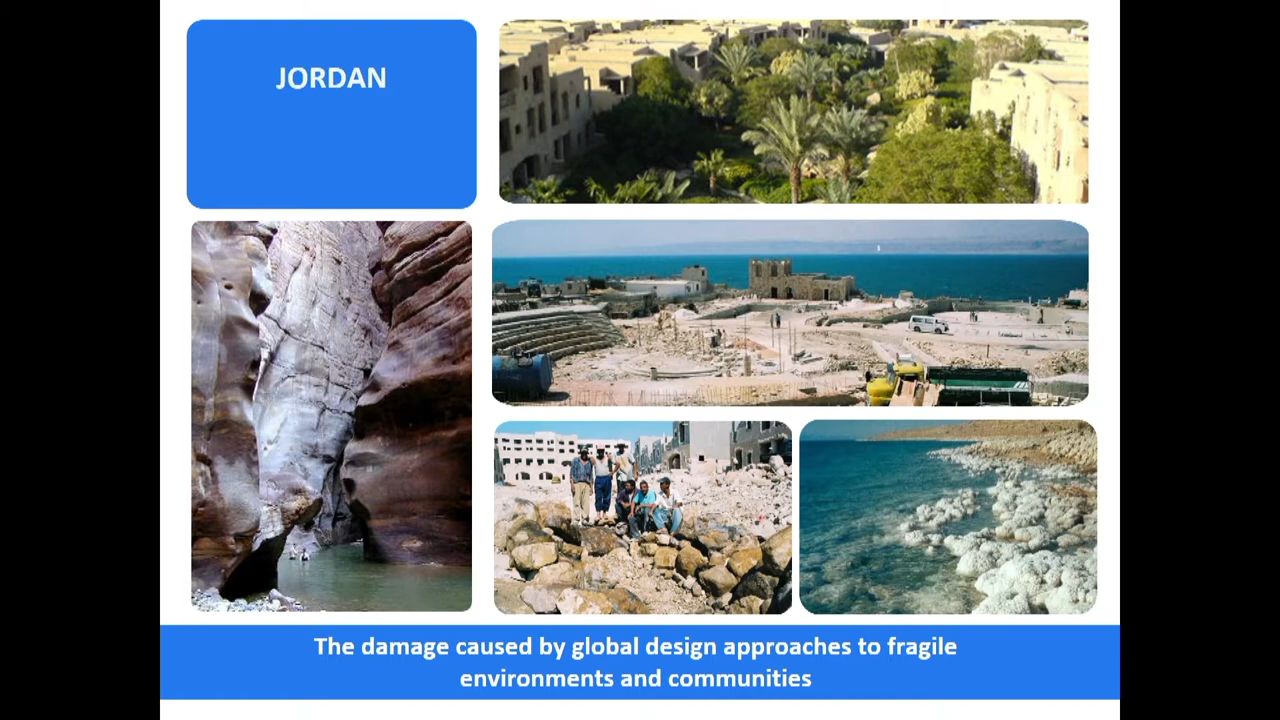 JORDAN
The damage caused by global design approaches to fragile
environments and communities